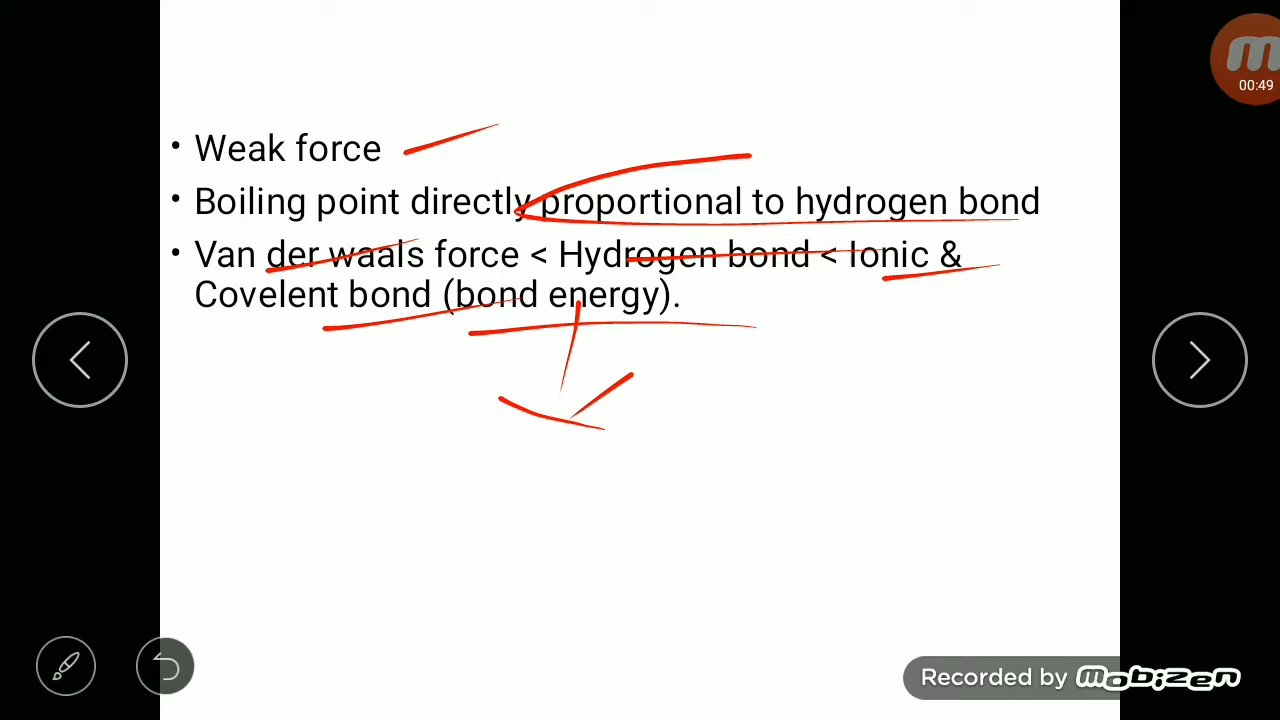 00:49
• Weak force
• Boiling point directly proportional to hydrogen bond
• Van der waals force < Hydrogen bond < Ionic &
Covelent bond (bond energy).
Recorded by mobizen